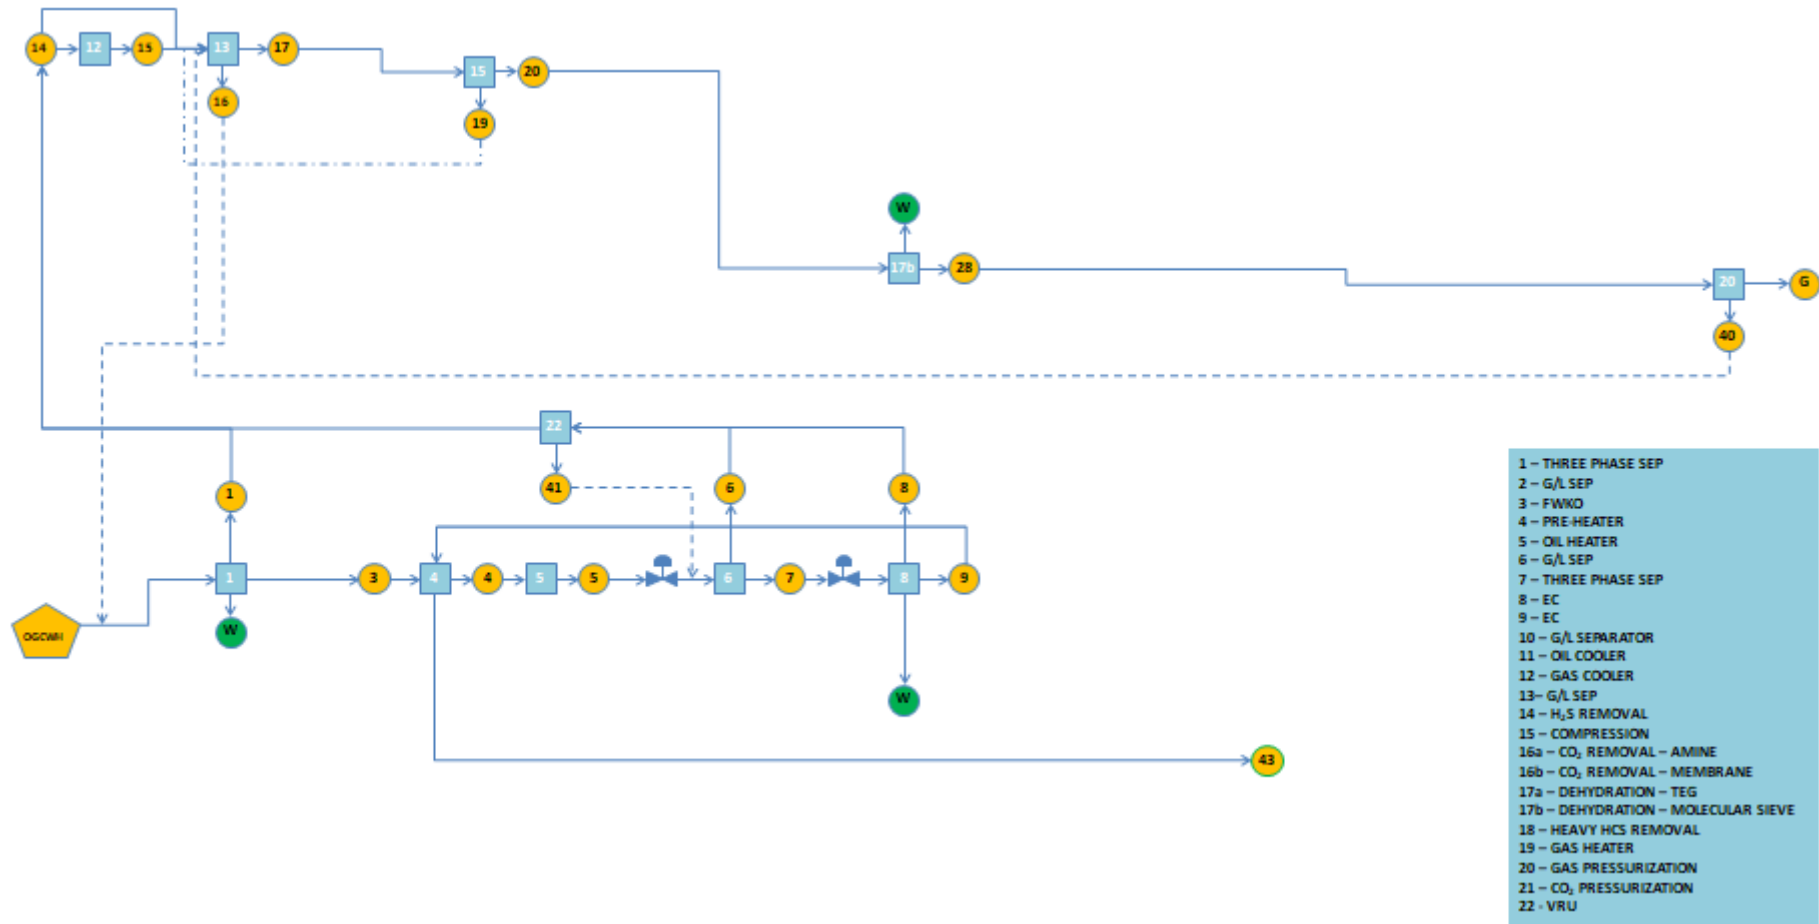 14
12
15
13
17
16
15
20
19
W
17b
28
20
G
40
22
41
6
8
1
OGCWH
1
3
4
4
5
5
6
7
8
9
W
W
43
1 – THREE PHASE SEP
2 – G/L SEP
3 – FWKO
4 – PRE-HEATER
5 – OIL HEATER
6 – G/L SEP
7 – THREE PHASE SEP
8 – EC
9 – EC
10 – G/L SEPARATOR
11 – OIL COOLER
12 – GAS COOLER
13– G/L SEP
14 – H₂S REMOVAL
15 – COMPRESSION
16a – CO₂ REMOVAL – AMINE
16b – CO₂ REMOVAL – MEMBRANE
17a – DEHYDRATION – TEG
17b – DEHYDRATION – MOLECULAR SIEVE
18 – HEAVY HCS REMOVAL
19 – GAS HEATER
20 – GAS PRESSURIZATION
21 – CO₂ PRESSURIZATION
22 - VRU